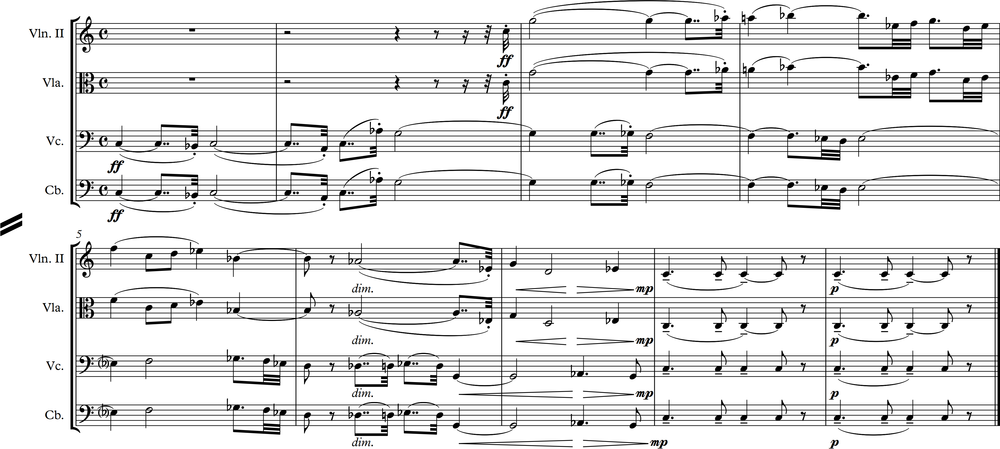 Vln. II
ff
Vla.
ff
Vc.
ff
Cb.
ff
5
Vln. II
dim. mp p
Vla.
dim. mp p
Vc.
dim. mp p
Cb.
dim. mp p